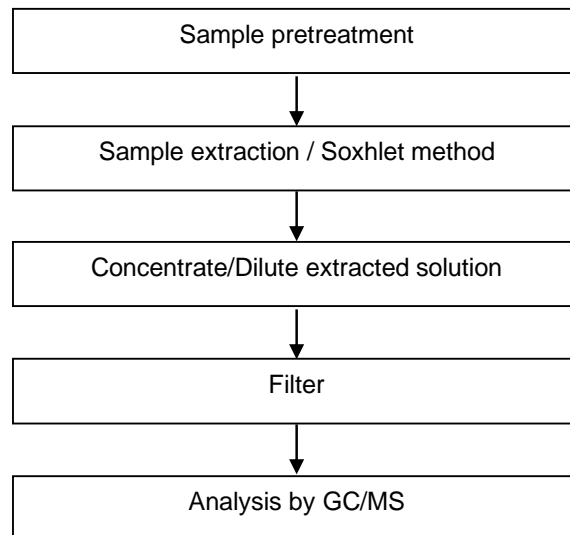 Sample pretreatment
Sample extraction / Soxhlet method
Concentrate/Dilute extracted solution
Filter
Analysis by GC/MS